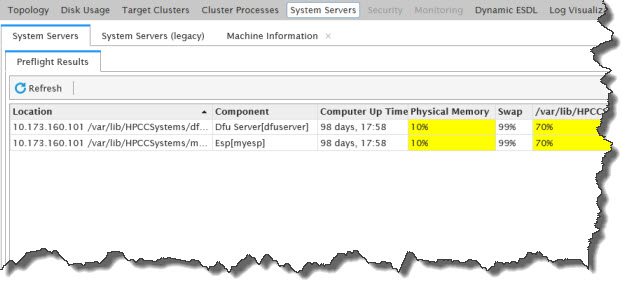 Topology Disk Usage Target Clusters Cluster Processes System Servers Security Monitoring Dynamic ESDL Log Visualiz
System Servers System Servers (legacy) Machine Information ×
Preflight Results
Refresh
Location Component Computer Up Time Physical Memory Swap /var/lib/HPCCS
10.173.160.101 /var/lib/HPCCSystems/df... Dfu Server[dfuserver] 98 days, 17:58 10% 99% 70%
10.173.160.101 /var/lib/HPCCSystems/m... Esp[myesp] 98 days, 17:58 10% 99% 70%